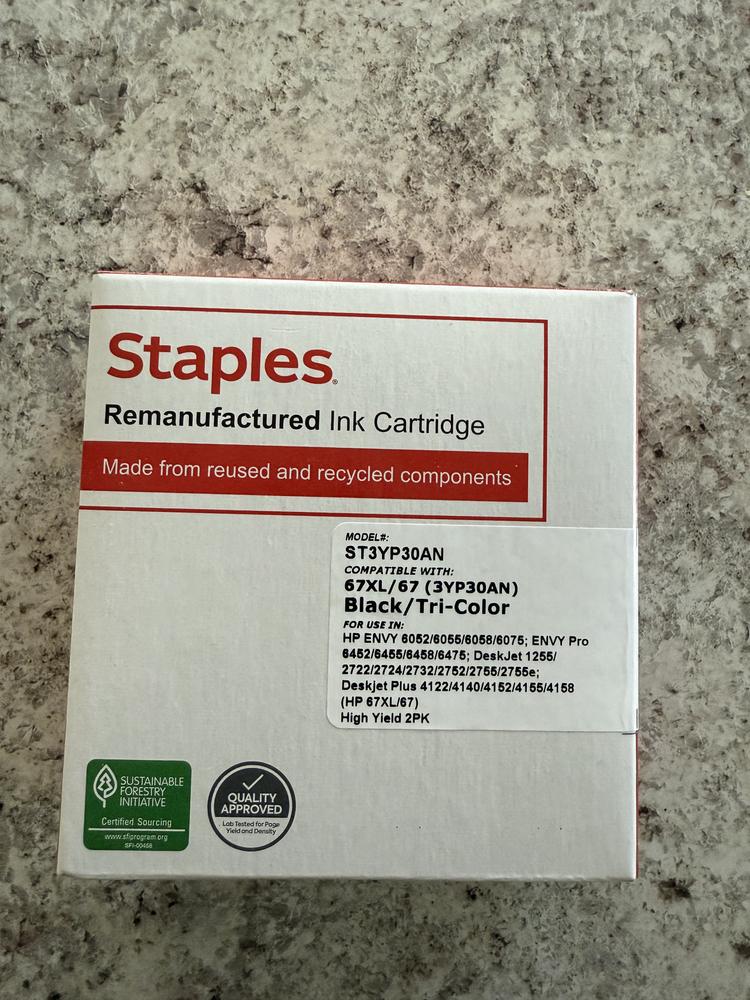 Staples®
Remanufactured Ink Cartridge
Made from reused and recycled components
MODEL#:
ST3YP30AN
COMPATIBLE WITH:
67XL/67 (3YP30AN)
Black/Tri-Color
FOR USE IN:
HP ENVY 6052/6055/6058/6075; ENVY Pro
6452/6455/6458/6475; DeskJet 1255/
2722/2724/2732/2752/2755/2755e;
Deskjet Plus 4122/4140/4152/4155/4158
(HP 67XL/67)
High Yield 2PK
SUSTAINABLE
FORESTRY
INITIATIVE
Certified Sourcing
www.sfiprogram.org
SFI-00456
QUALITY
APPROVED
Lab Tested for Page
Yield and Density